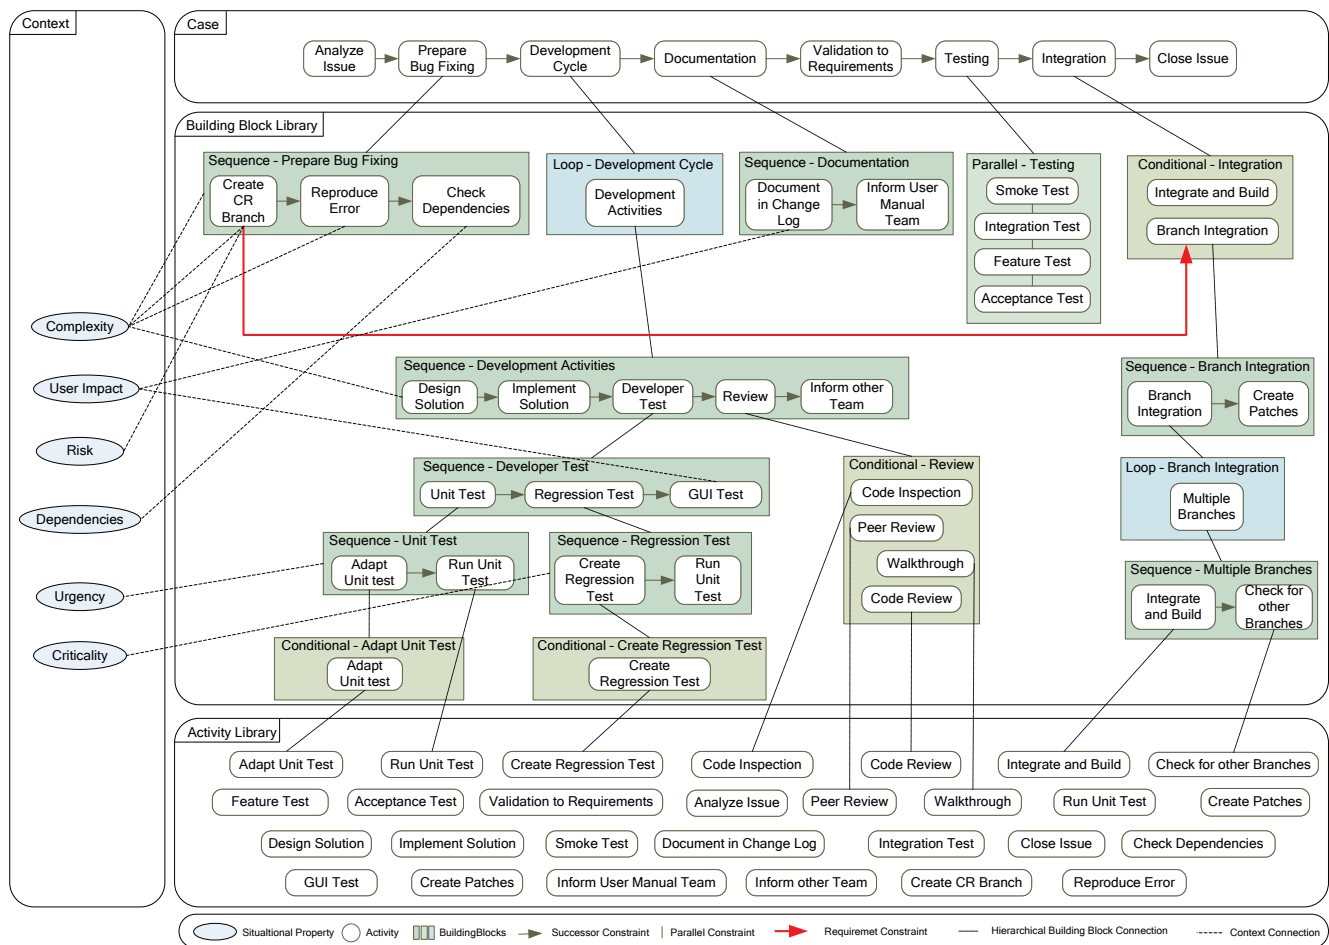 Context
Case
Analyze
Issue
Prepare
Bug Fixing
Development
Cycle
Documentation
Validation to
Requirements
Testing
Integration
Close Issue
Building Block Library
Sequence - Prepare Bug Fixing
Create
CR
Branch
Reproduce
Error
Check
Dependencies
Loop - Development Cycle
Development
Activities
Sequence - Documentation
Document
in Change
Log
Inform User
Manual
Team
Parallel - Testing
Smoke Test
Integration Test
Feature Test
Acceptance Test
Conditional - Integration
Integrate and Build
Branch Integration
Complexity
User Impact
Risk
Dependencies
Urgency
Criticality
Sequence - Development Activities
Design
Solution
Implement
Solution
Developer
Test
Review
Inform other
Team
Sequence - Branch Integration
Branch
Integration
Create
Patches
Sequence - Developer Test
Unit Test
Regression Test
GUI Test
Conditional - Review
Code Inspection
Peer Review
Walkthrough
Code Review
Loop - Branch Integration
Multiple
Branches
Sequence - Unit Test
Adapt
Unit test
Run Unit
Test
Sequence - Regression Test
Create
Regression
Test
Run
Unit
Test
Sequence - Multiple Branches
Integrate
and Build
Check for
other
Branches
Conditional - Adapt Unit Test
Adapt
Unit test
Conditional - Create Regression Test
Create
Regression Test
Activity Library
Adapt Unit Test
Run Unit Test
Create Regression Test
Code Inspection
Code Review
Integrate and Build
Check for other Branches
Feature Test
Acceptance Test
Validation to Requirements
Analyze Issue
Peer Review
Walkthrough
Run Unit Test
Create Patches
Design Solution
Implement Solution
Smoke Test
Document in Change Log
Integration Test
Close Issue
Check Dependencies
GUI Test
Create Patches
Inform User Manual Team
Inform other Team
Create CR Branch
Reproduce Error
Situaltional Property
Activity
BuildingBlocks
Successor Constraint
Parallel Constraint
Requiremet Constraint
Hierarchical Building Block Connection
Context Connection